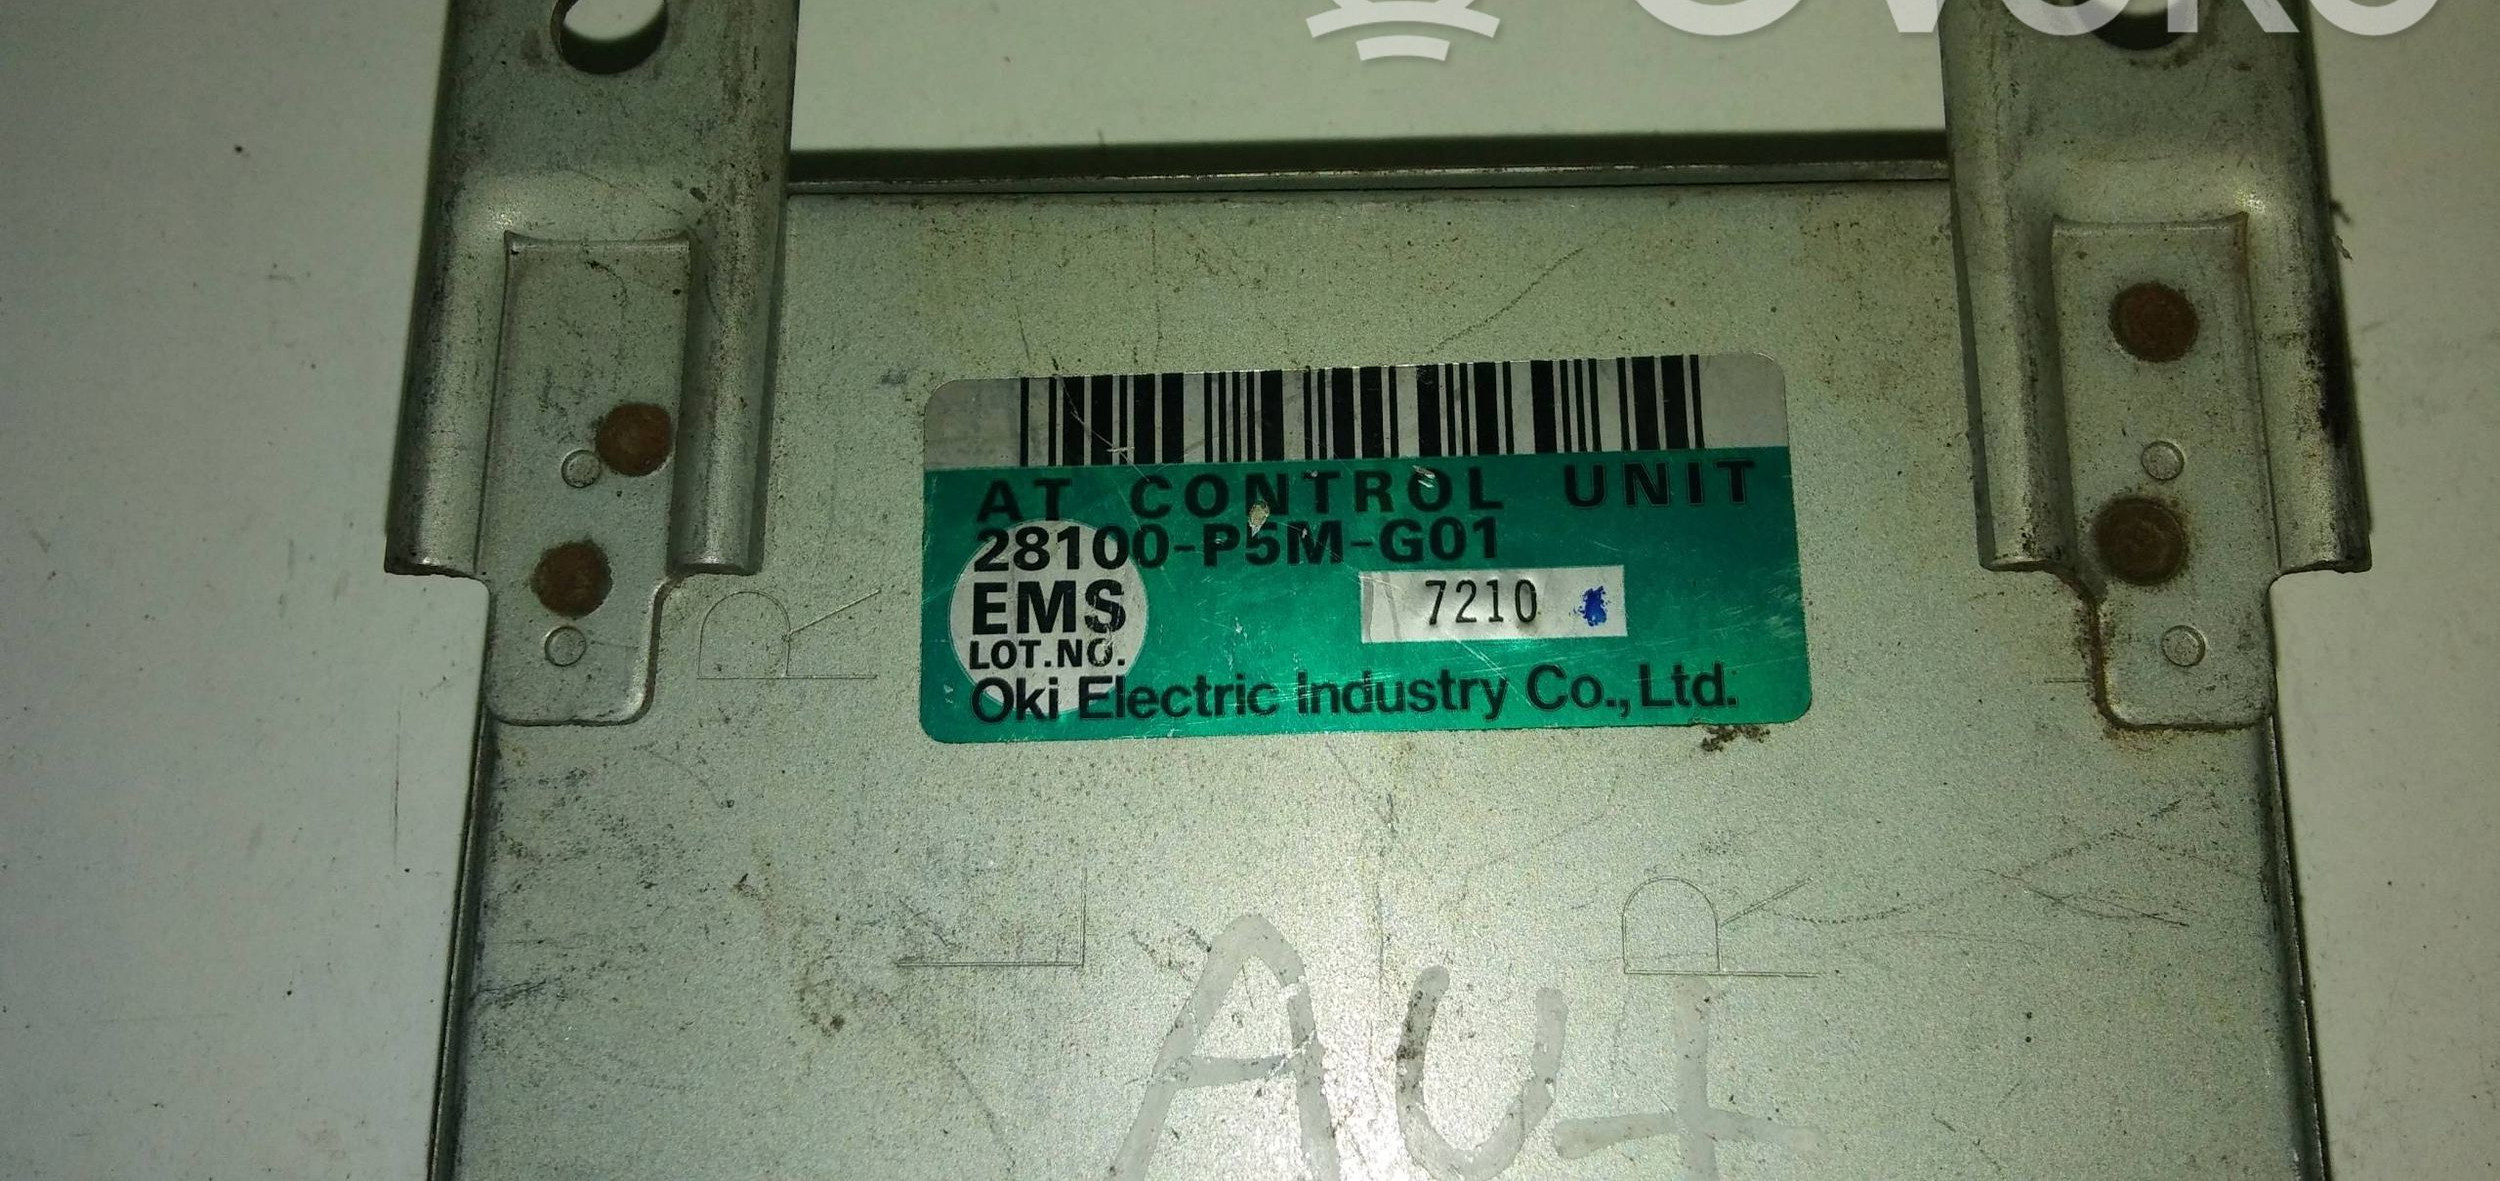 AT CONTROL UNIT
28100-P5M-G01
EMS
7210
LOT.NO.
Oki Electric Industry Co.,Ltd.
R
R
AUT